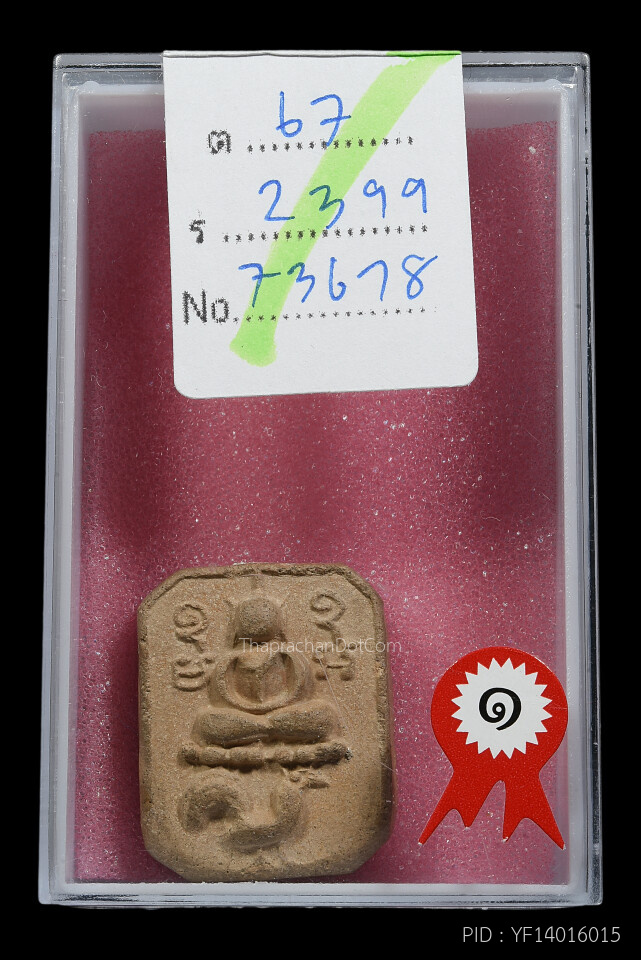 ต 67
ร 2399
No. 73678
ThaprachanDotCom
๑
PID : YF14016015